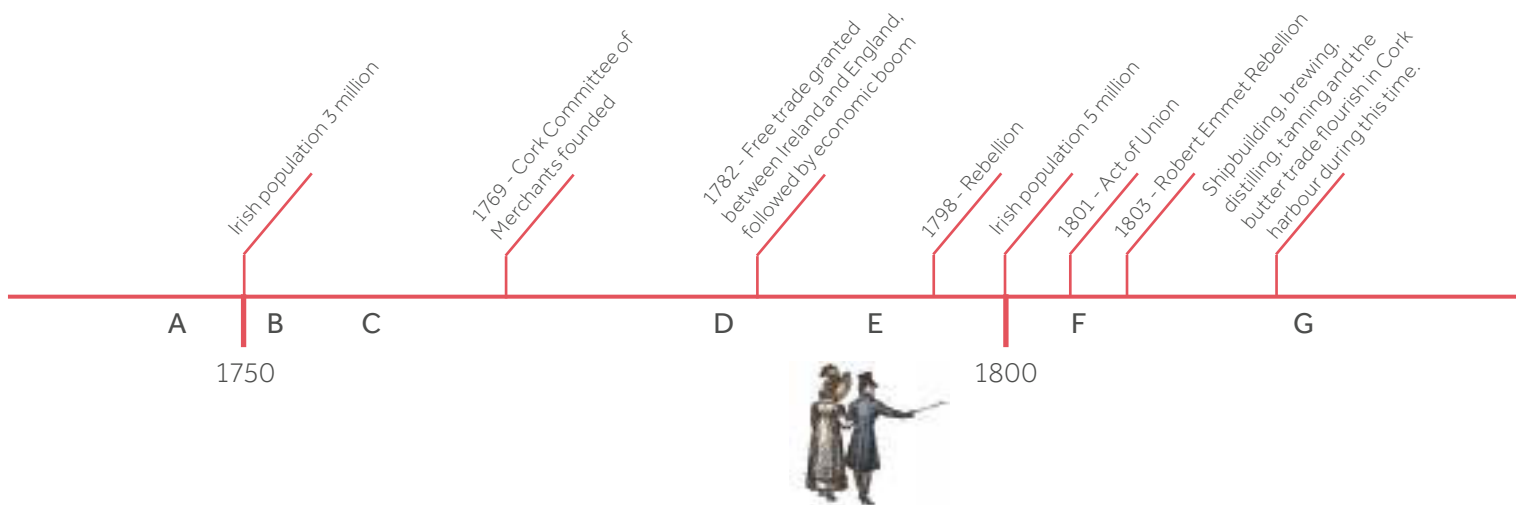 Irish population 3 million
1769 - Cork Committee of
Merchants founded
1782 - Free trade granted
between Ireland and England,
followed by economic boom
1798 - Rebellion
Irish population 5 million
1801 - Act of Union
1803 - Robert Emmet Rebellion
Shipbuilding, brewing,
distilling, tanning and the
butter trade flourish in Cork
harbour during this time.
A
B
C
D
E
F
G
1750
1800